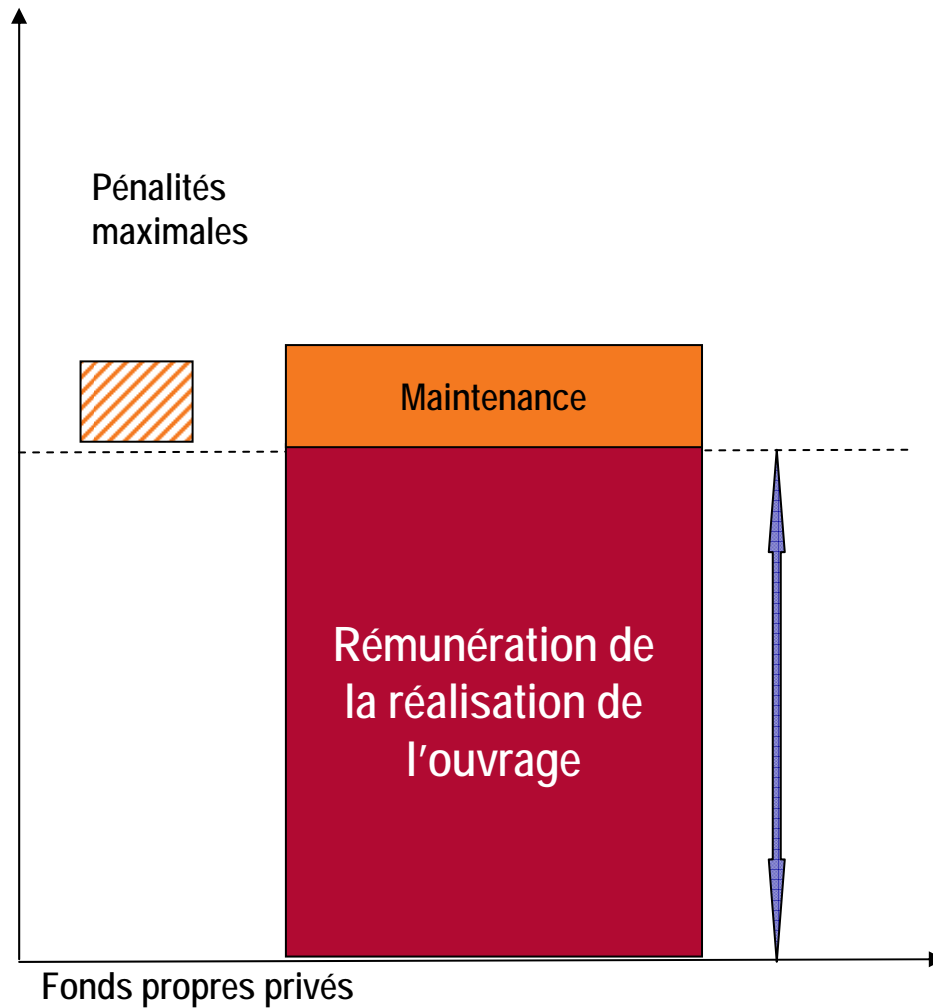 Pénalités
maximales
Maintenance
Rémunération de
la réalisation de
l'ouvrage
Fonds propres privés